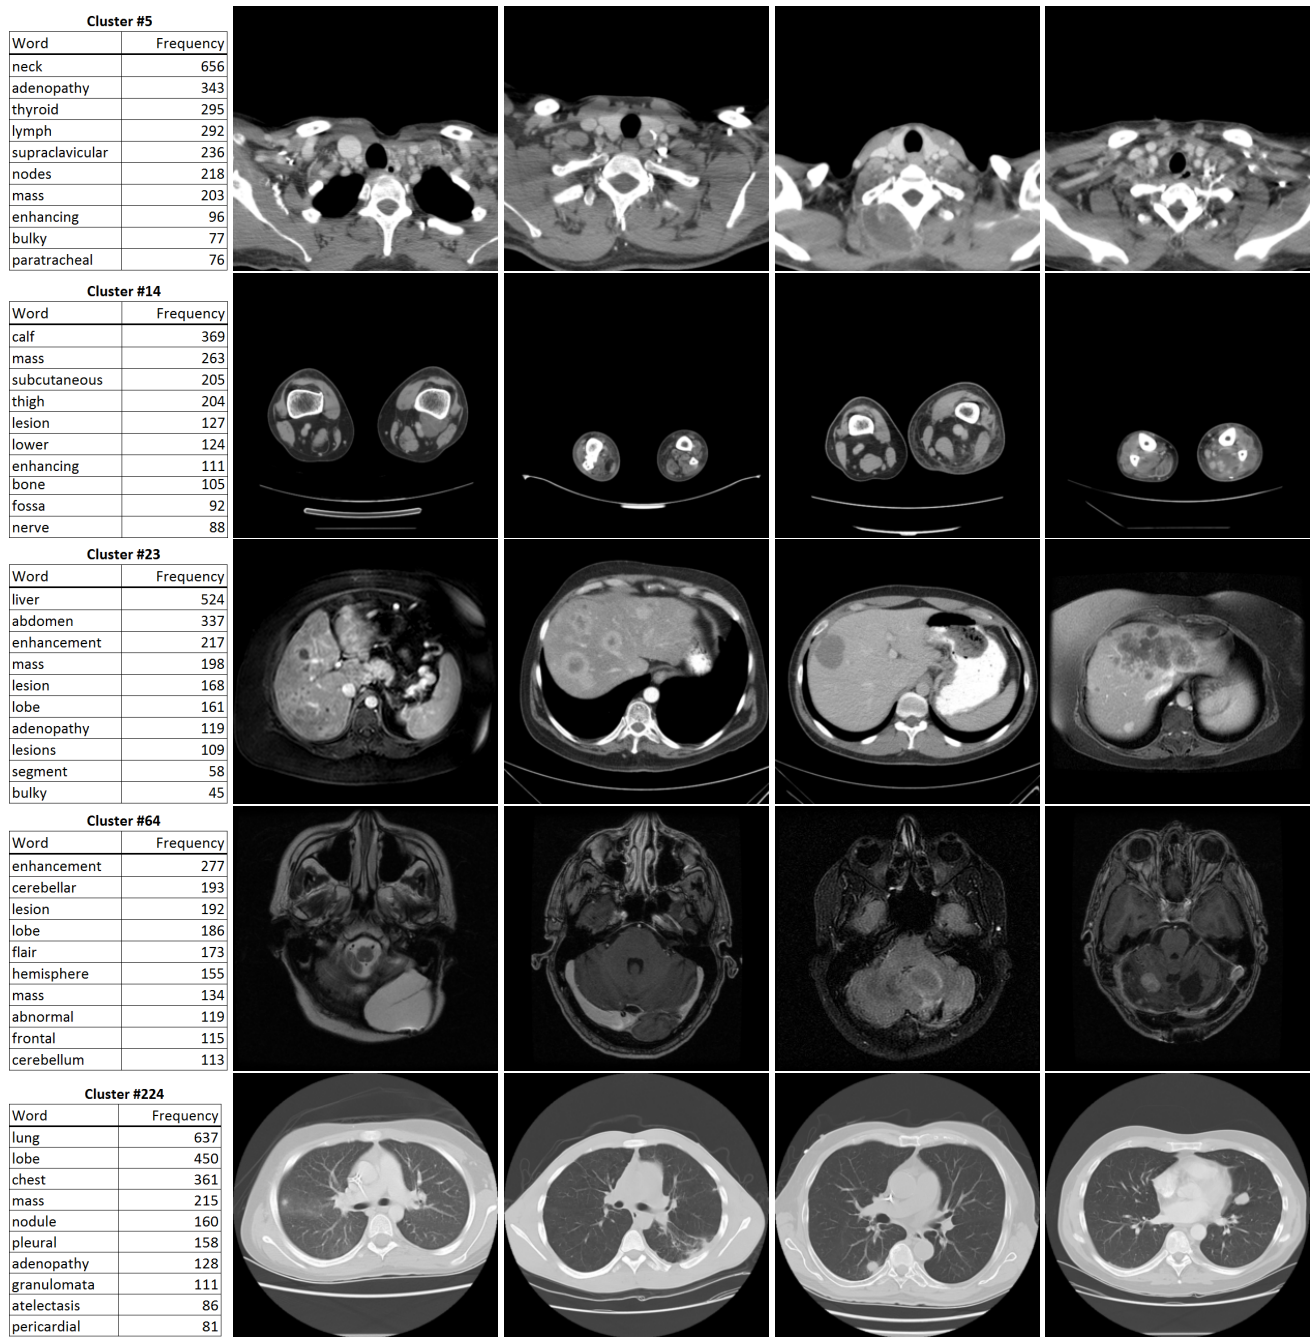 Cluster #5
Word Frequency
neck 656
adenopathy 343
thyroid 295
lymph 292
supraclavicular 236
nodes 218
mass 203
enhancing 96
bulky 77
paratracheal 76
Cluster #14
Word Frequency
calf 369
mass 263
subcutaneous 205
thigh 204
lesion 127
lower 124
enhancing 111
bone 105
fossa 92
nerve 88
Cluster #23
Word Frequency
liver 524
abdomen 337
enhancement 217
mass 198
lesion 168
lobe 161
adenopathy 119
lesions 109
segment 58
bulky 45
Cluster #64
Word Frequency
enhancement 277
cerebellar 193
lesion 192
lobe 186
flair 173
hemisphere 155
mass 134
abnormal 119
frontal 115
cerebellum 113
Cluster #224
Word Frequency
lung 637
lobe 450
chest 361
mass 215
nodule 160
pleural 158
adenopathy 128
granulomata 111
atelectasis 86
pericardial 81